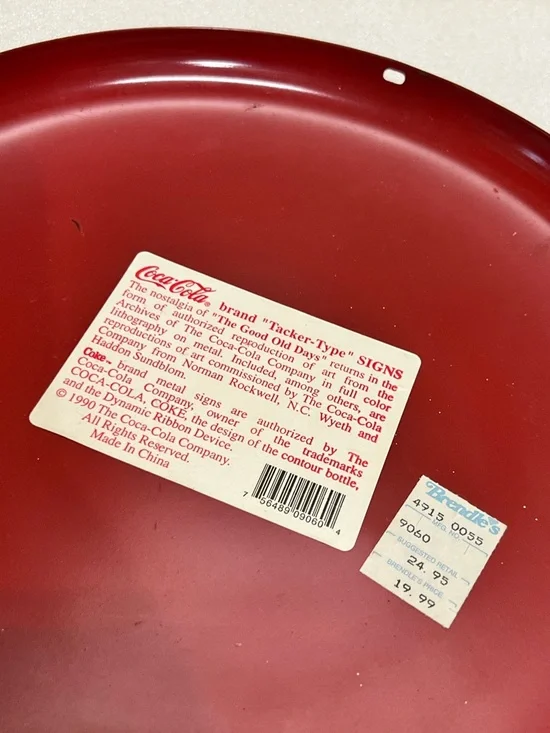 Coca-Cola® brand "Tacker-Type" SIGNS
The nostalgia of "The Good Old Days" returns in the
form of authorized reproduction of art from the
Archives of The Coca-Cola Company in full color
lithography on metal. Included, among others, are
reproductions of art commissioned by The Coca-Cola
Company from Norman Rockwell, N.C. Wyeth and
Haddon Sundblom.
Coke™ brand metal signs are authorized by The
Coca-Cola Company, owner of the trademarks
COCA-COLA, COKE, the design of the contour bottle,
and the Dynamic Ribbon Device.
© 1990 The Coca-Cola Company.
All Rights Reserved.
Made In China
7 56489 09060 4
Brendle's
4915 0055
MFG. NO.
9060
SUGGESTED RETAIL
24.95
BRENDLE'S PRICE
19.99